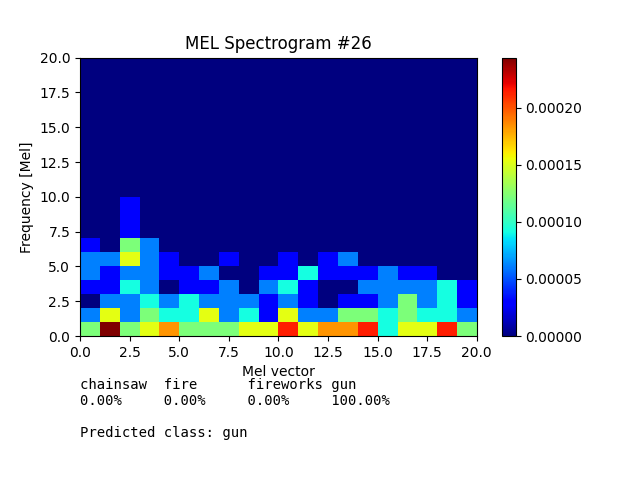 MEL Spectrogram #26
20.0
17.5
15.0
12.5
10.0
7.5
5.0
2.5
0.0
Frequency [Mel]
0.0 2.5 5.0 7.5 10.0 12.5 15.0 17.5 20.0
Mel vector
0.00020
0.00015
0.00010
0.00005
0.00000
chainsaw fire fireworks gun
0.00% 0.00% 0.00% 100.00%
Predicted class: gun